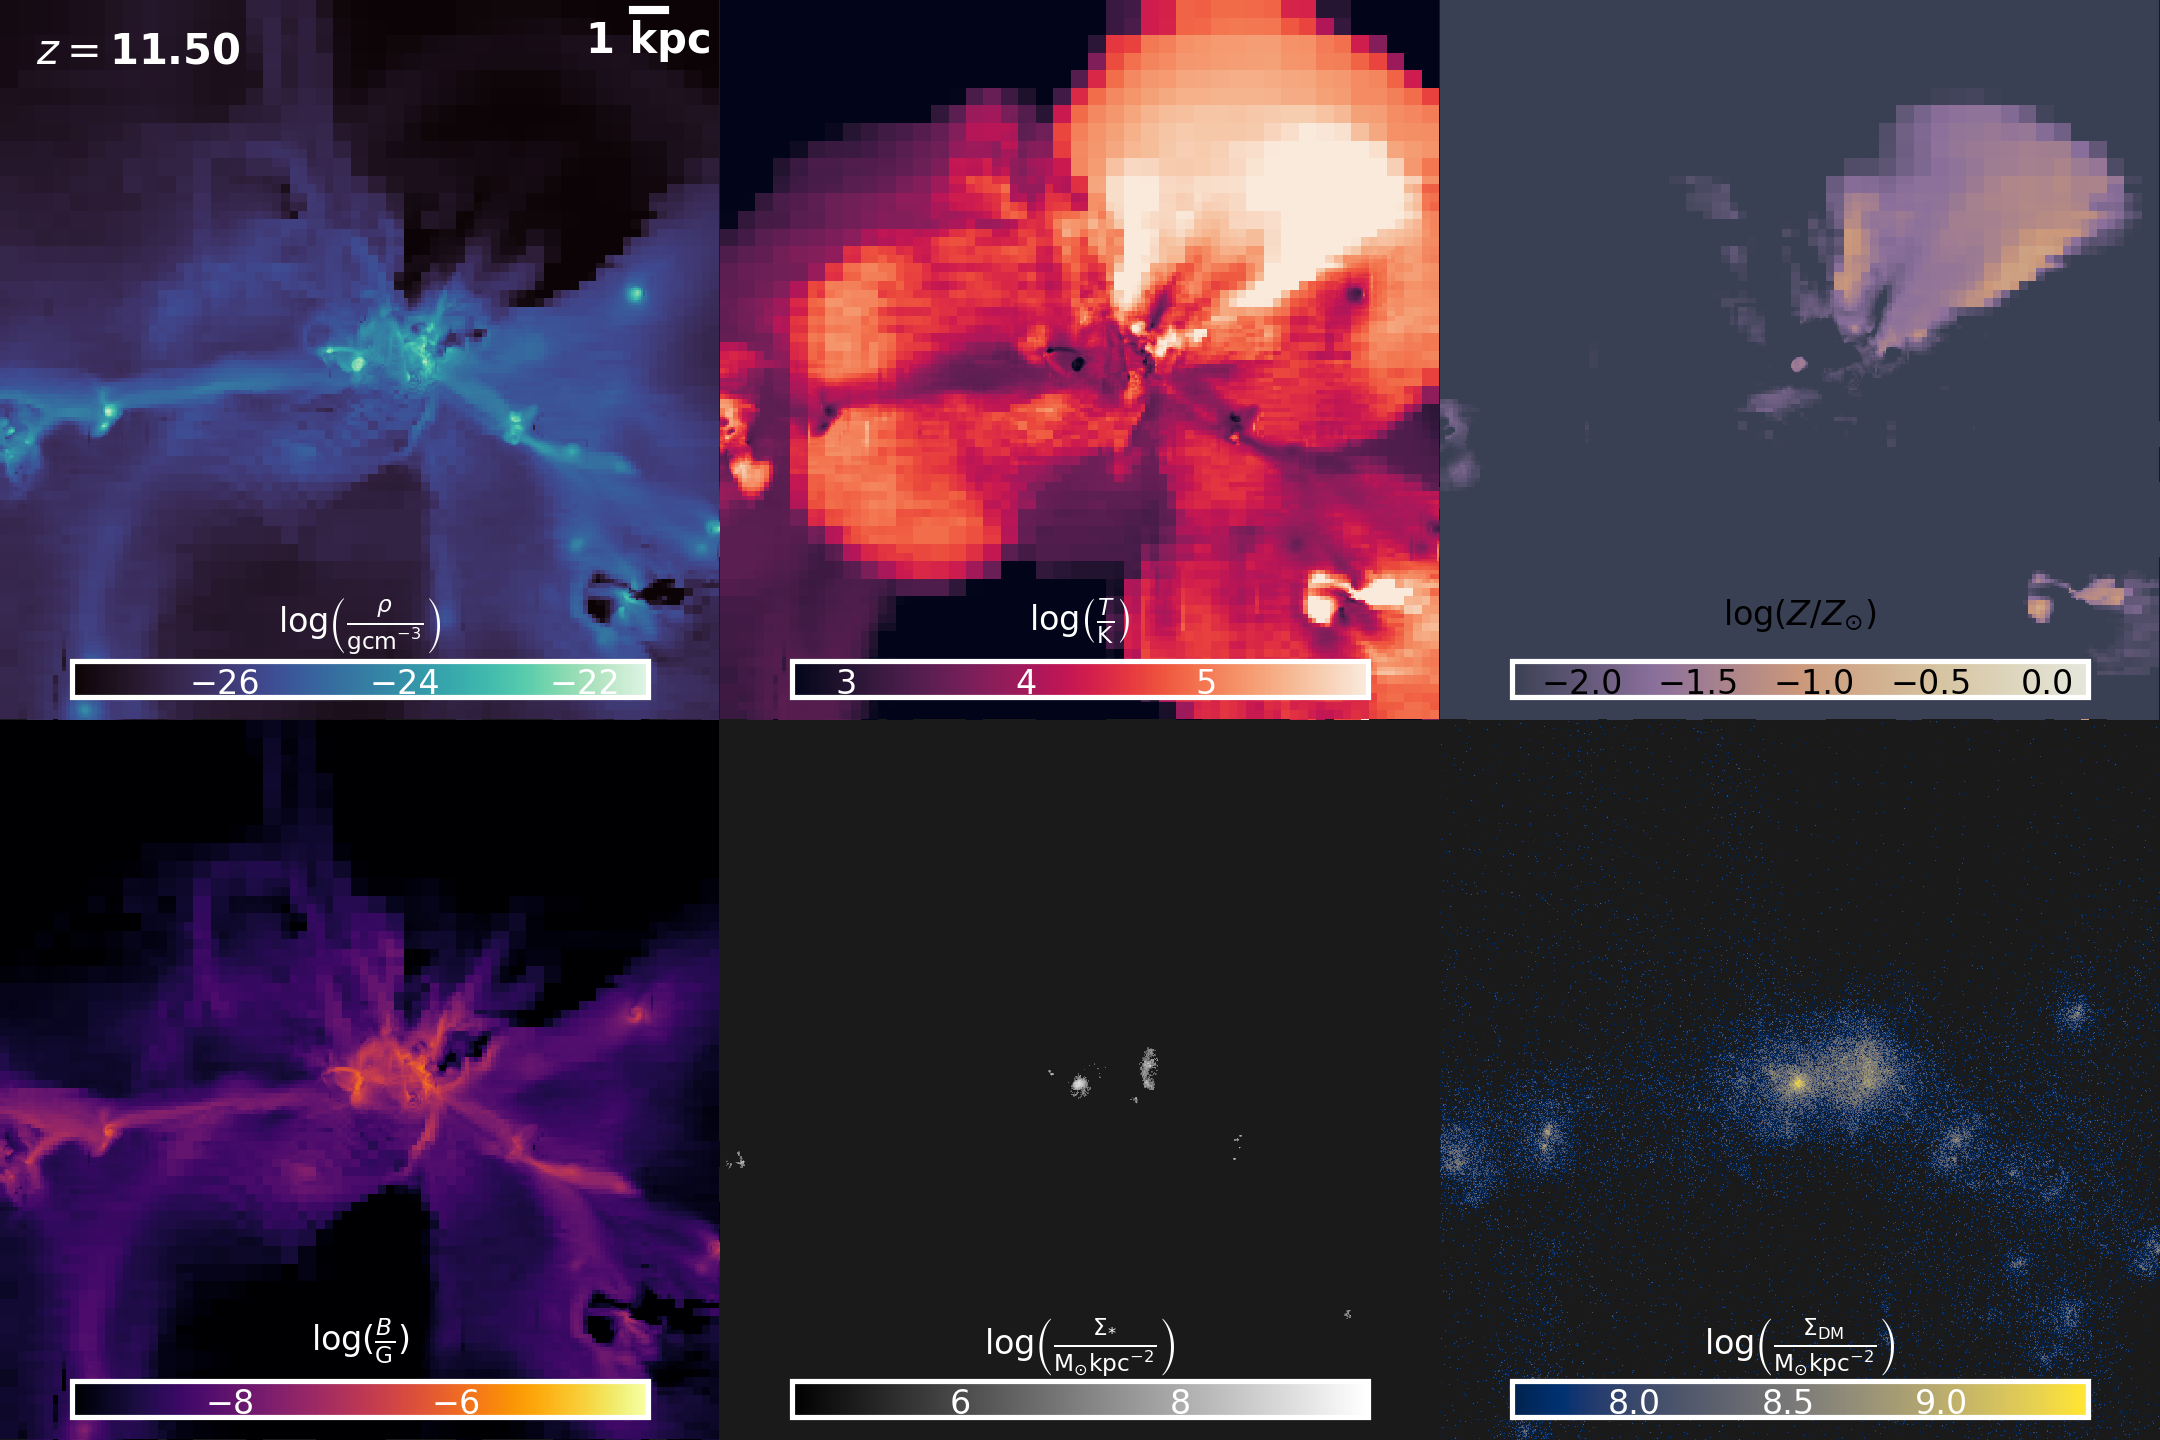 z = 11.50
1 kpc
log(ρ/gcm⁻³)
−26 −24 −22
log(T/K)
3 4 5
log(Z/Z⊙)
−2.0 −1.5 −1.0 −0.5 0.0
log(B/G)
−8 −6
log(Σ*/M⊙kpc⁻²)
6 8
log(Σ_DM/M⊙kpc⁻²)
8.0 8.5 9.0